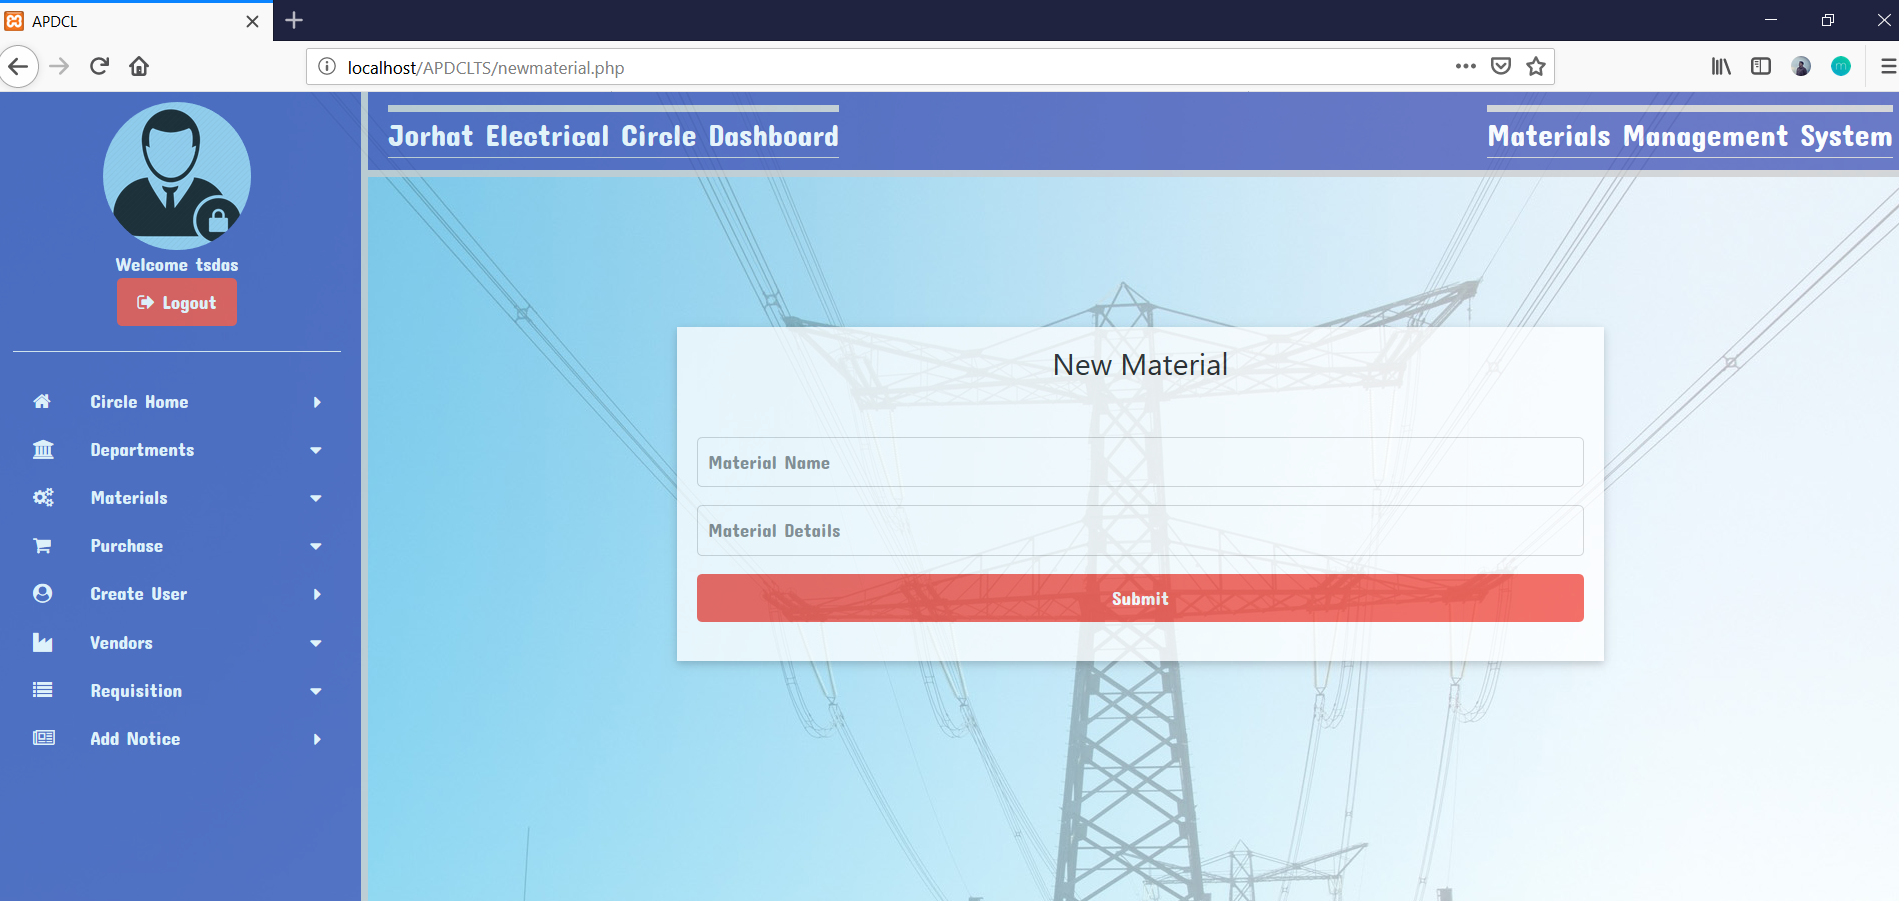 APDCL
localhost/APDCLTS/newmaterial.php
Jorhat Electrical Circle Dashboard
Materials Management System
Welcome tsdas
Logout
Circle Home
Departments
Materials
Purchase
Create User
Vendors
Requisition
Add Notice
New Material
Material Name
Material Details
Submit